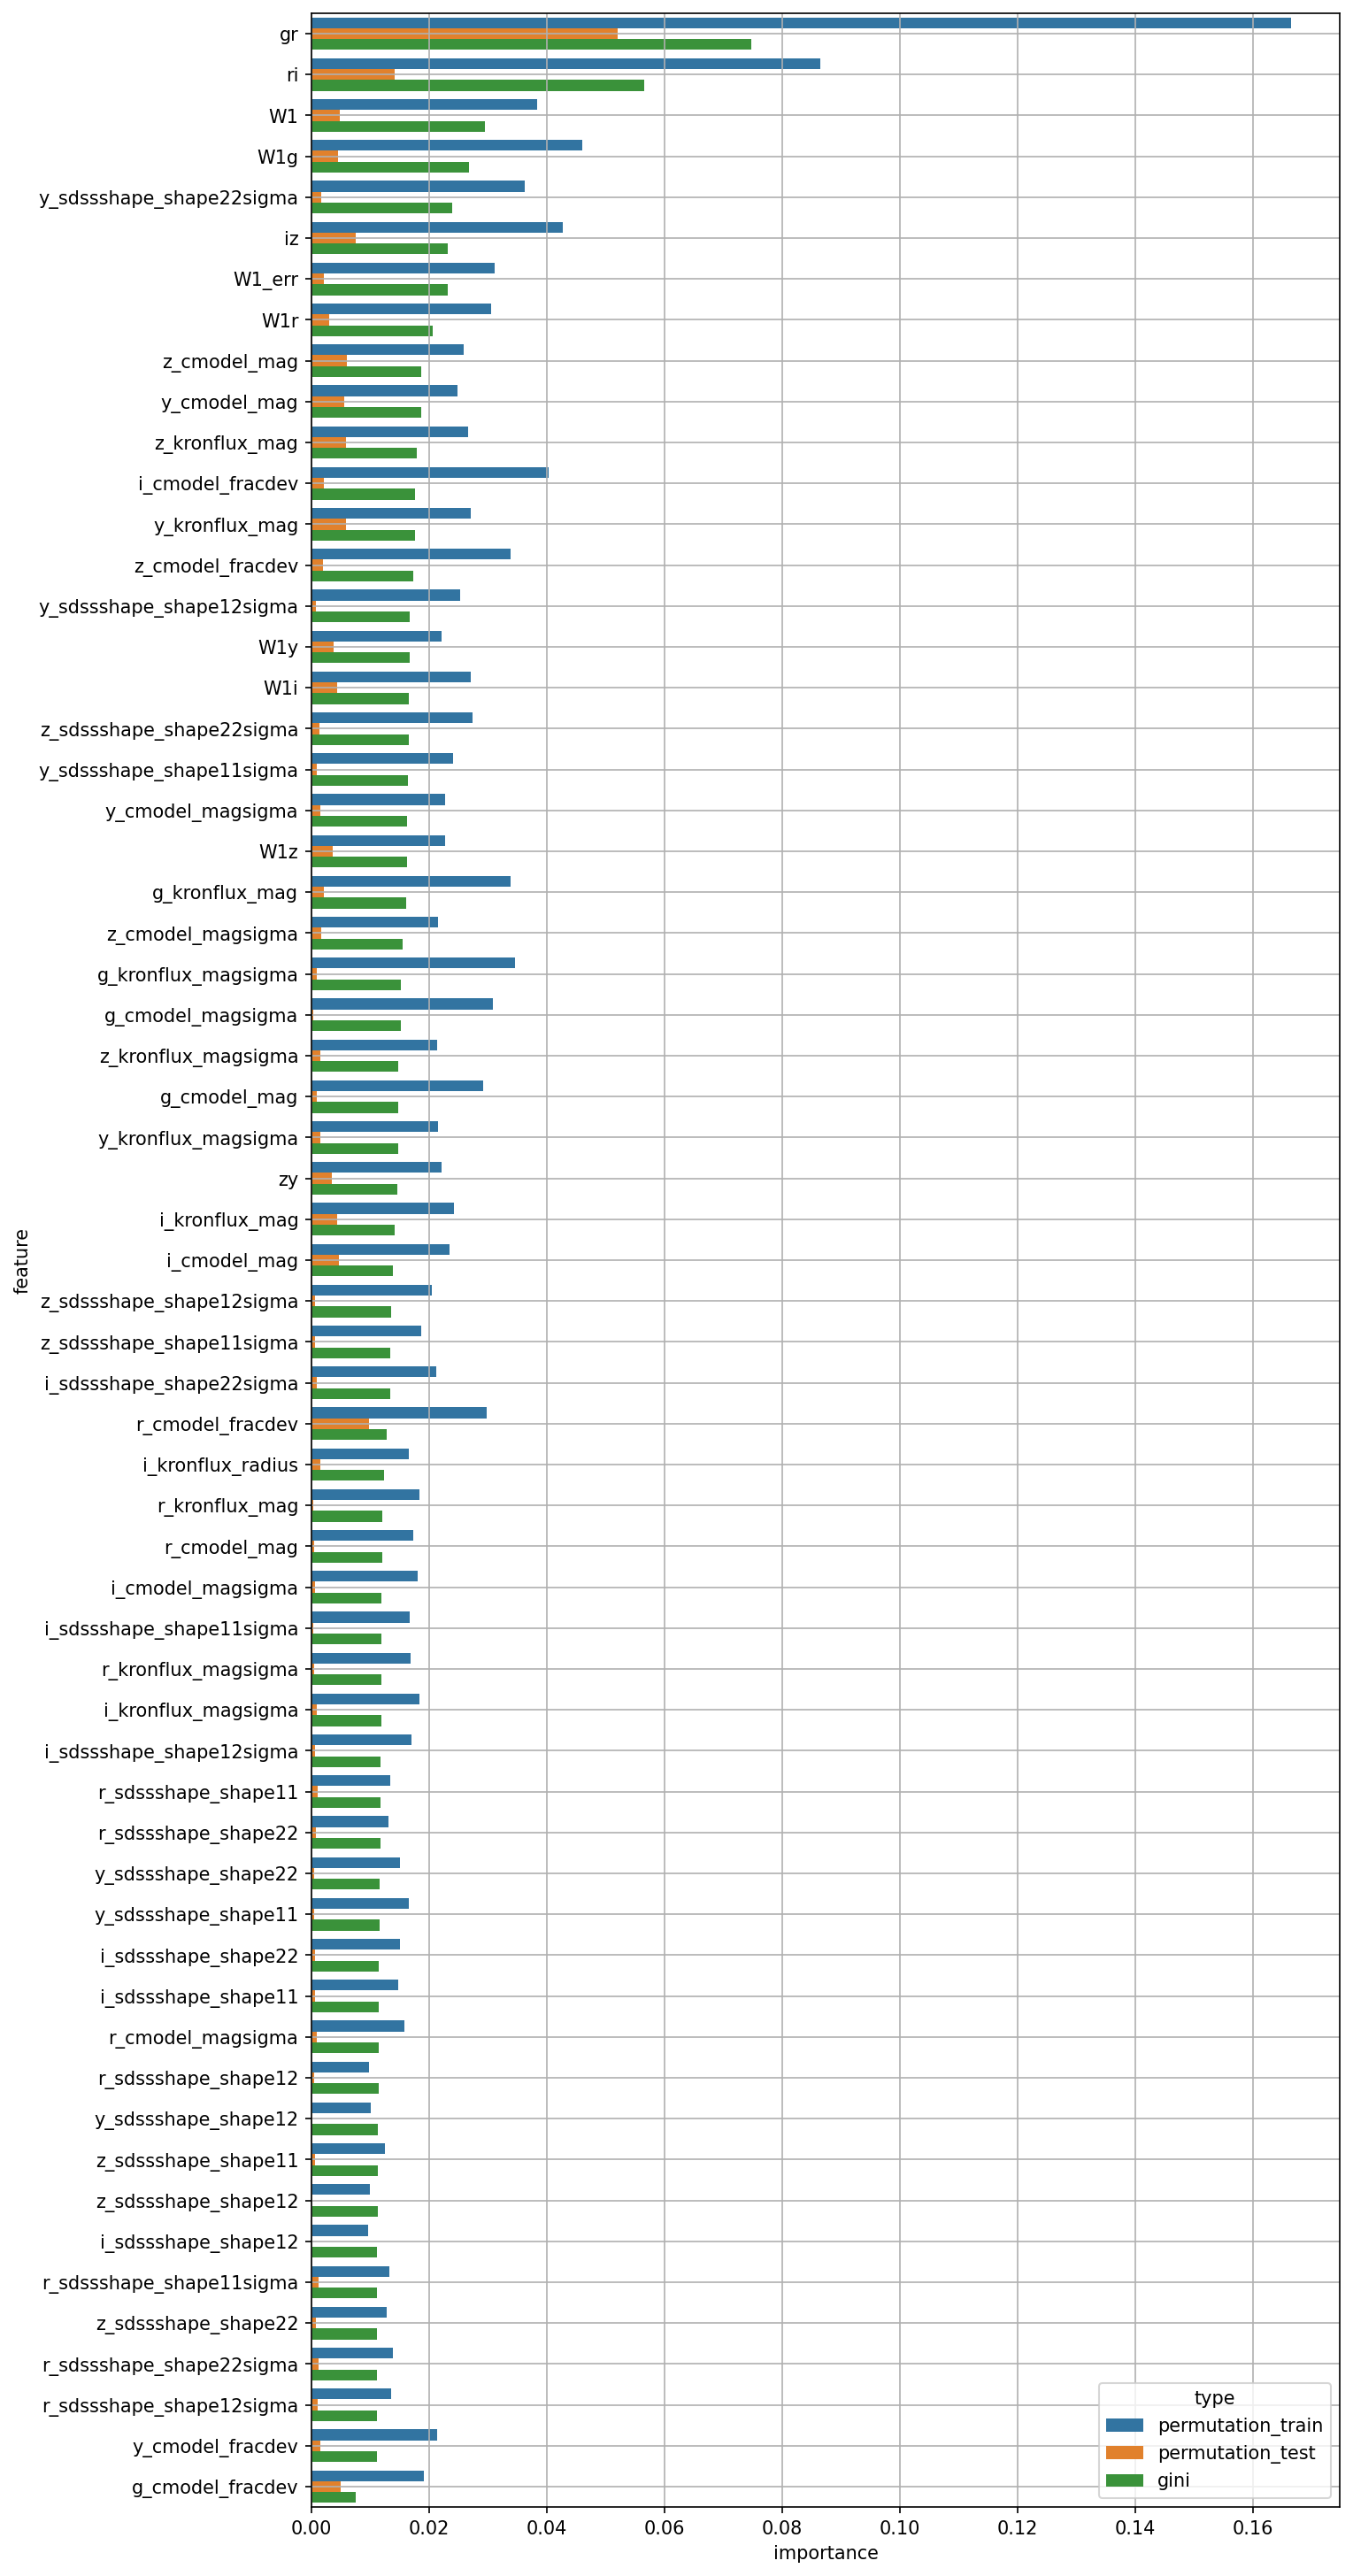 gr
ri
W1
W1g
y_sdssshape_shape22sigma
iz
W1_err
W1r
z_cmodel_mag
y_cmodel_mag
z_kronflux_mag
i_cmodel_fracdev
y_kronflux_mag
z_cmodel_fracdev
y_sdssshape_shape12sigma
W1y
W1i
z_sdssshape_shape22sigma
y_sdssshape_shape11sigma
y_cmodel_magsigma
W1z
g_kronflux_mag
z_cmodel_magsigma
g_kronflux_magsigma
g_cmodel_magsigma
z_kronflux_magsigma
g_cmodel_mag
y_kronflux_magsigma
zy
i_kronflux_mag
i_cmodel_mag
z_sdssshape_shape12sigma
z_sdssshape_shape11sigma
i_sdssshape_shape22sigma
r_cmodel_fracdev
i_kronflux_radius
r_kronflux_mag
r_cmodel_mag
i_cmodel_magsigma
i_sdssshape_shape11sigma
r_kronflux_magsigma
i_kronflux_magsigma
i_sdssshape_shape12sigma
r_sdssshape_shape11
r_sdssshape_shape22
y_sdssshape_shape22
y_sdssshape_shape11
i_sdssshape_shape22
i_sdssshape_shape11
r_cmodel_magsigma
r_sdssshape_shape12
y_sdssshape_shape12
z_sdssshape_shape11
z_sdssshape_shape12
i_sdssshape_shape12
r_sdssshape_shape11sigma
z_sdssshape_shape22
r_sdssshape_shape22sigma
r_sdssshape_shape12sigma
y_cmodel_fracdev
g_cmodel_fracdev
feature
type
permutation_train
permutation_test
gini
0.00 0.02 0.04 0.06 0.08 0.10 0.12 0.14 0.16
importance